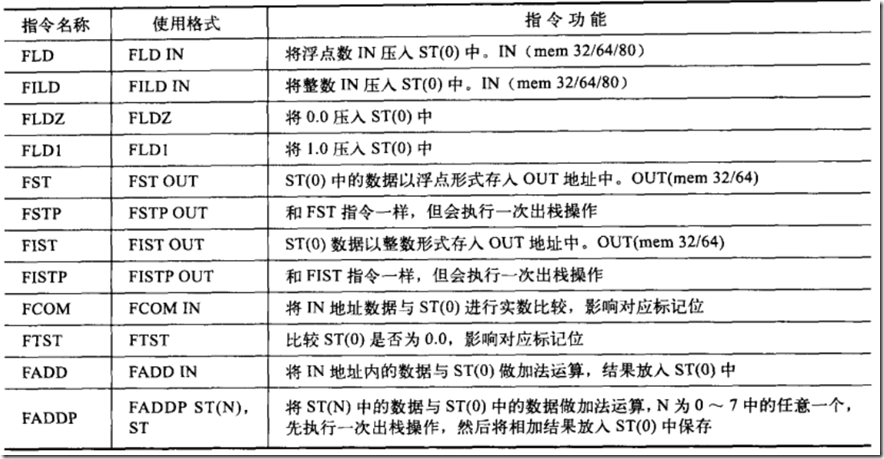 指令名称 使用格式 指令功能
FLD FLD IN 将浮点数 IN 压入 ST(0) 中。IN（mem 32/64/80）
FILD FILD IN 将整数 IN 压入 ST(0) 中。IN（mem 32/64/80）
FLDZ FLDZ 将 0.0 压入 ST(0) 中
FLD1 FLD1 将 1.0 压入 ST(0) 中
FST FST OUT ST(0) 中的数据以浮点形式存入 OUT 地址中。OUT(mem 32/64)
FSTP FSTP OUT 和 FST 指令一样，但会执行一次出栈操作
FIST FIST OUT ST(0) 数据以整数形式存入 OUT 地址中。OUT(mem 32/64)
FISTP FISTP OUT 和 FIST 指令一样，但会执行一次出栈操作
FCOM FCOM IN 将 IN 地址数据与 ST(0) 进行实数比较，影响对应标记位
FTST FTST 比较 ST(0) 是否为 0.0，影响对应标记位
FADD FADD IN 将 IN 地址内的数据与 ST(0) 做加法运算，结果放入 ST(0) 中
FADDP FADDP ST(N)， 将 ST(N) 中的数据与 ST(0) 中的数据做加法运算，N 为 0～7 中的任意一个，
ST 先执行一次出栈操作，然后将相加结果放入 ST(0) 中保存